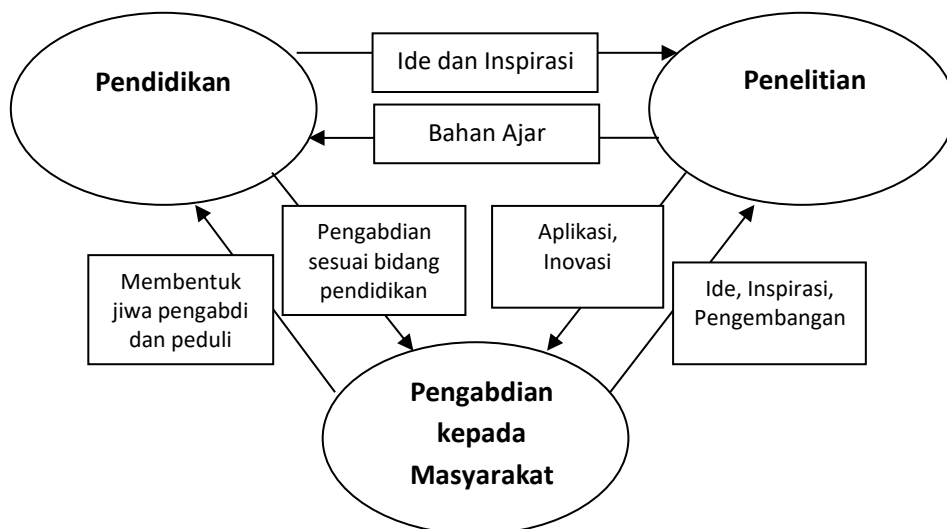 Pendidikan
Ide dan Inspirasi
Penelitian
Bahan Ajar
Membentuk
jiwa pengabdi
dan peduli
Pengabdian
sesuai bidang
pendidikan
Aplikasi,
Inovasi
Ide, Inspirasi,
Pengembangan
Pengabdian
kepada
Masyarakat